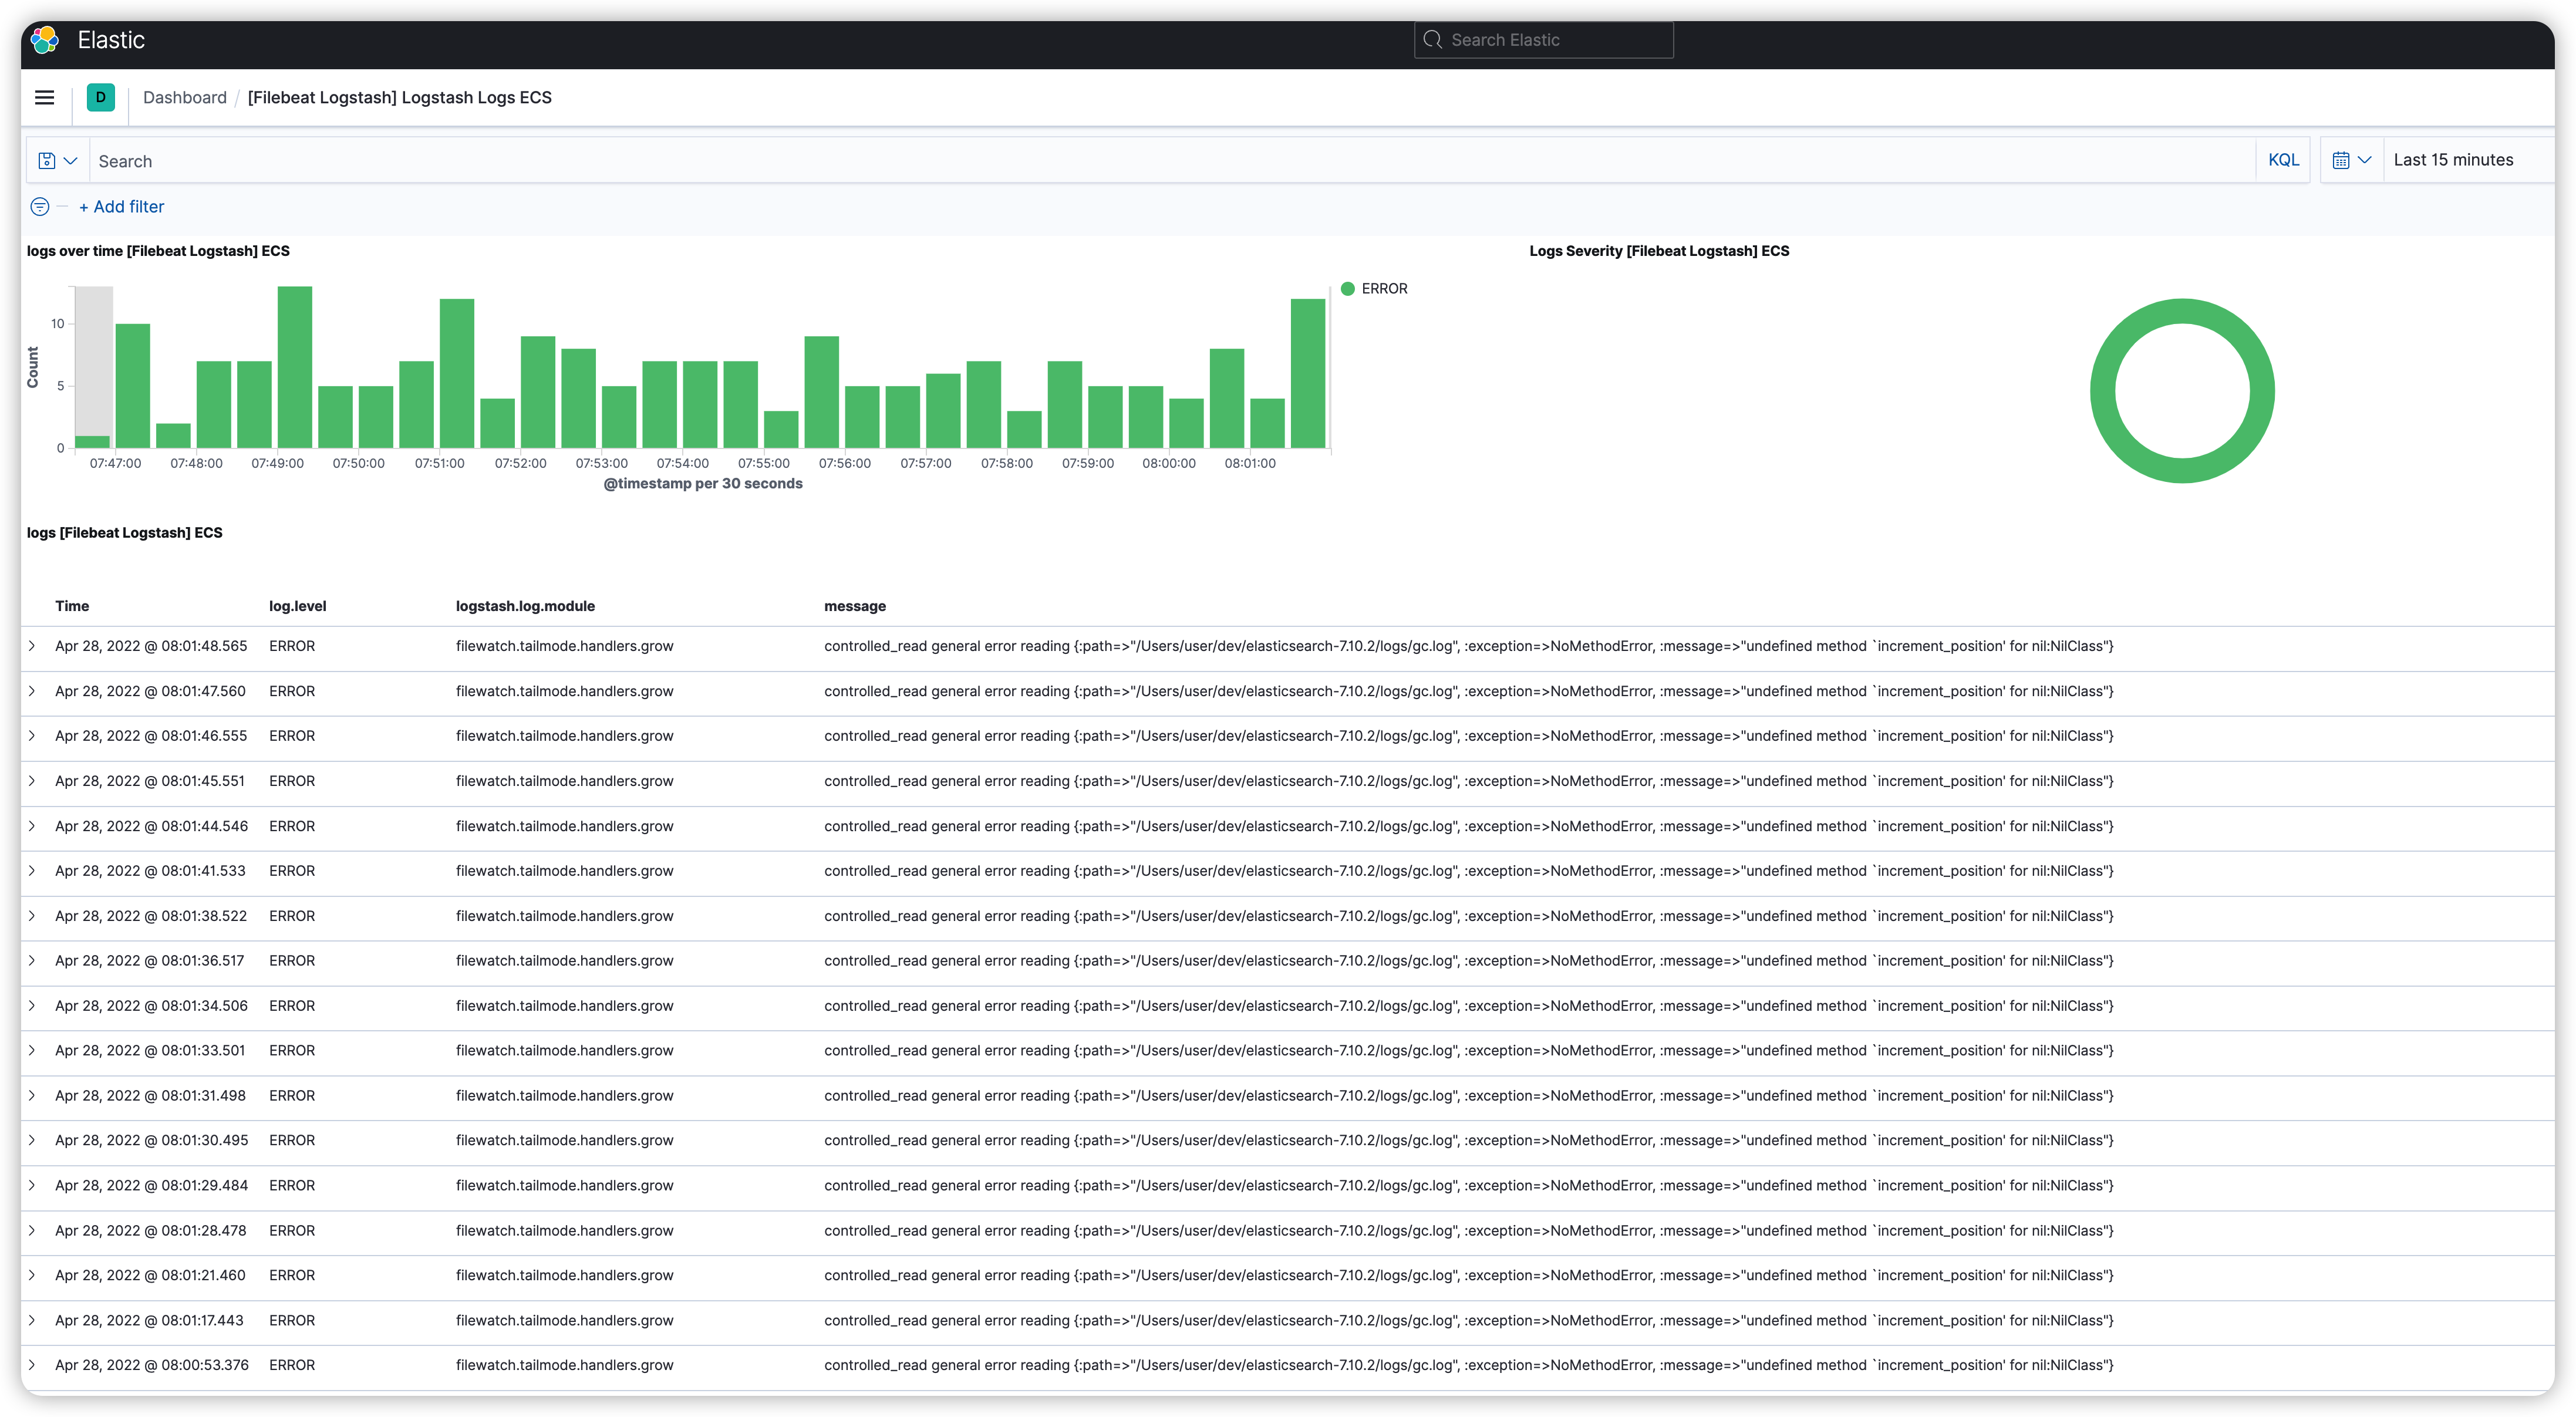 Elastic
Search Elastic
D
Dashboard / [Filebeat Logstash] Logstash Logs ECS
Search
KQL
Last 15 minutes
+ Add filter
logs over time [Filebeat Logstash] ECS
Logs Severity [Filebeat Logstash] ECS
ERROR
10
5
0
Count
07:47:00 07:48:00 07:49:00 07:50:00 07:51:00 07:52:00 07:53:00 07:54:00 07:55:00 07:56:00 07:57:00 07:58:00 07:59:00 08:00:00 08:01:00
@timestamp per 30 seconds
logs [Filebeat Logstash] ECS
Time log.level logstash.log.module message
Apr 28, 2022 @ 08:01:48.565 ERROR filewatch.tailmode.handlers.grow controlled_read general error reading {:path=>"/Users/user/dev/elasticsearch-7.10.2/logs/gc.log", :exception=>NoMethodError, :message=>"undefined method `increment_position' for nil:NilClass"}
Apr 28, 2022 @ 08:01:47.560 ERROR filewatch.tailmode.handlers.grow controlled_read general error reading {:path=>"/Users/user/dev/elasticsearch-7.10.2/logs/gc.log", :exception=>NoMethodError, :message=>"undefined method `increment_position' for nil:NilClass"}
Apr 28, 2022 @ 08:01:46.555 ERROR filewatch.tailmode.handlers.grow controlled_read general error reading {:path=>"/Users/user/dev/elasticsearch-7.10.2/logs/gc.log", :exception=>NoMethodError, :message=>"undefined method `increment_position' for nil:NilClass"}
Apr 28, 2022 @ 08:01:45.551 ERROR filewatch.tailmode.handlers.grow controlled_read general error reading {:path=>"/Users/user/dev/elasticsearch-7.10.2/logs/gc.log", :exception=>NoMethodError, :message=>"undefined method `increment_position' for nil:NilClass"}
Apr 28, 2022 @ 08:01:44.546 ERROR filewatch.tailmode.handlers.grow controlled_read general error reading {:path=>"/Users/user/dev/elasticsearch-7.10.2/logs/gc.log", :exception=>NoMethodError, :message=>"undefined method `increment_position' for nil:NilClass"}
Apr 28, 2022 @ 08:01:41.533 ERROR filewatch.tailmode.handlers.grow controlled_read general error reading {:path=>"/Users/user/dev/elasticsearch-7.10.2/logs/gc.log", :exception=>NoMethodError, :message=>"undefined method `increment_position' for nil:NilClass"}
Apr 28, 2022 @ 08:01:38.522 ERROR filewatch.tailmode.handlers.grow controlled_read general error reading {:path=>"/Users/user/dev/elasticsearch-7.10.2/logs/gc.log", :exception=>NoMethodError, :message=>"undefined method `increment_position' for nil:NilClass"}
Apr 28, 2022 @ 08:01:36.517 ERROR filewatch.tailmode.handlers.grow controlled_read general error reading {:path=>"/Users/user/dev/elasticsearch-7.10.2/logs/gc.log", :exception=>NoMethodError, :message=>"undefined method `increment_position' for nil:NilClass"}
Apr 28, 2022 @ 08:01:34.506 ERROR filewatch.tailmode.handlers.grow controlled_read general error reading {:path=>"/Users/user/dev/elasticsearch-7.10.2/logs/gc.log", :exception=>NoMethodError, :message=>"undefined method `increment_position' for nil:NilClass"}
Apr 28, 2022 @ 08:01:33.501 ERROR filewatch.tailmode.handlers.grow controlled_read general error reading {:path=>"/Users/user/dev/elasticsearch-7.10.2/logs/gc.log", :exception=>NoMethodError, :message=>"undefined method `increment_position' for nil:NilClass"}
Apr 28, 2022 @ 08:01:31.498 ERROR filewatch.tailmode.handlers.grow controlled_read general error reading {:path=>"/Users/user/dev/elasticsearch-7.10.2/logs/gc.log", :exception=>NoMethodError, :message=>"undefined method `increment_position' for nil:NilClass"}
Apr 28, 2022 @ 08:01:30.495 ERROR filewatch.tailmode.handlers.grow controlled_read general error reading {:path=>"/Users/user/dev/elasticsearch-7.10.2/logs/gc.log", :exception=>NoMethodError, :message=>"undefined method `increment_position' for nil:NilClass"}
Apr 28, 2022 @ 08:01:29.484 ERROR filewatch.tailmode.handlers.grow controlled_read general error reading {:path=>"/Users/user/dev/elasticsearch-7.10.2/logs/gc.log", :exception=>NoMethodError, :message=>"undefined method `increment_position' for nil:NilClass"}
Apr 28, 2022 @ 08:01:28.478 ERROR filewatch.tailmode.handlers.grow controlled_read general error reading {:path=>"/Users/user/dev/elasticsearch-7.10.2/logs/gc.log", :exception=>NoMethodError, :message=>"undefined method `increment_position' for nil:NilClass"}
Apr 28, 2022 @ 08:01:21.460 ERROR filewatch.tailmode.handlers.grow controlled_read general error reading {:path=>"/Users/user/dev/elasticsearch-7.10.2/logs/gc.log", :exception=>NoMethodError, :message=>"undefined method `increment_position' for nil:NilClass"}
Apr 28, 2022 @ 08:01:17.443 ERROR filewatch.tailmode.handlers.grow controlled_read general error reading {:path=>"/Users/user/dev/elasticsearch-7.10.2/logs/gc.log", :exception=>NoMethodError, :message=>"undefined method `increment_position' for nil:NilClass"}
Apr 28, 2022 @ 08:00:53.376 ERROR filewatch.tailmode.handlers.grow controlled_read general error reading {:path=>"/Users/user/dev/elasticsearch-7.10.2/logs/gc.log", :exception=>NoMethodError, :message=>"undefined method `increment_position' for nil:NilClass"}